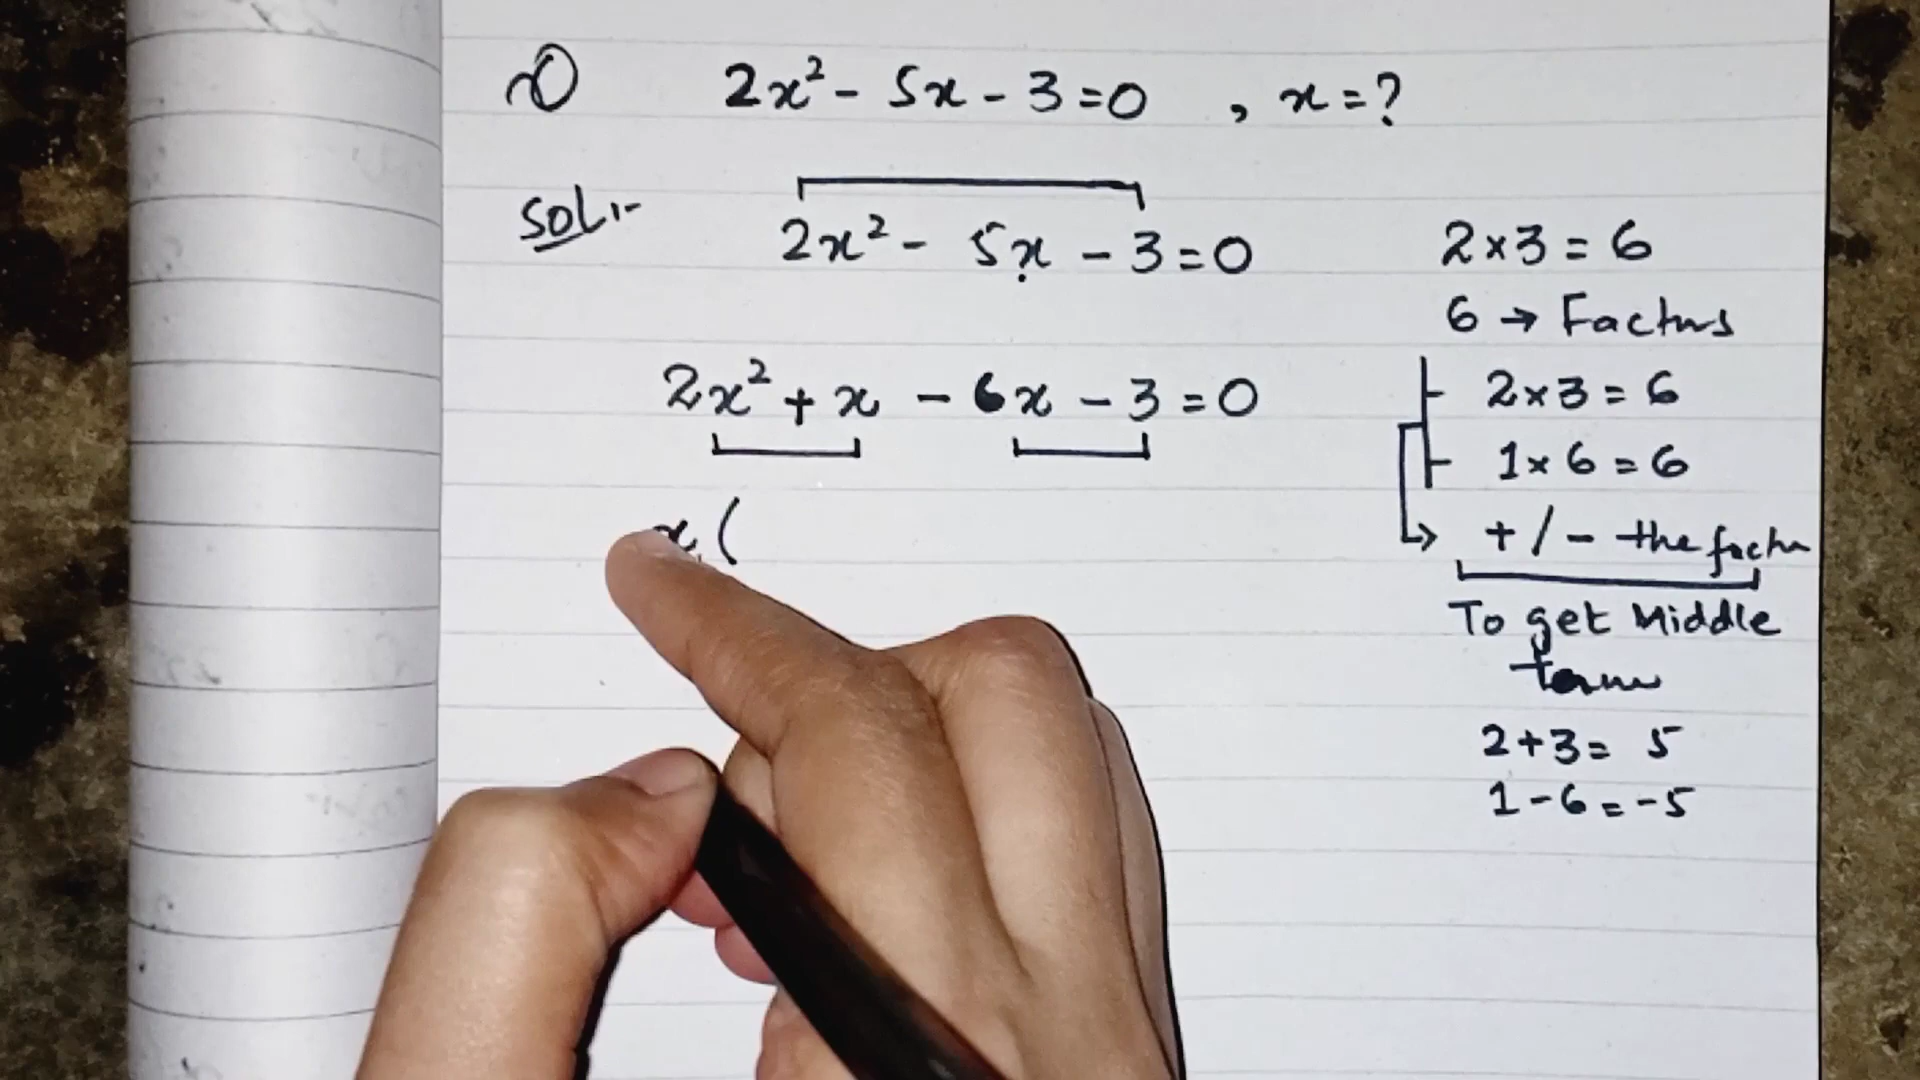 2x² - 5x - 3 = 0 , x = ?
Sol:-
2x² - 5x - 3 = 0
2x² + x - 6x - 3 = 0
x (
2 × 3 = 6
6 → Factors
2 × 3 = 6
1 × 6 = 6
+ / - the factor
To get Middle
term
2 + 3 = 5
1 - 6 = - 5